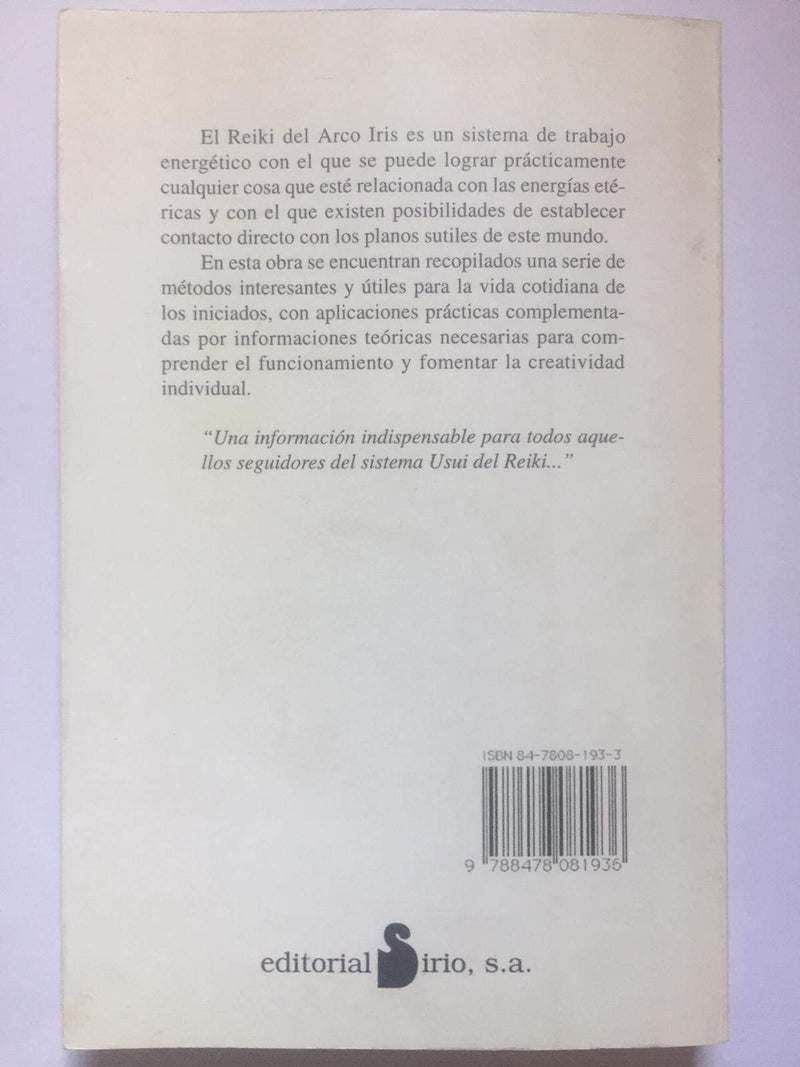 El Reiki del Arco Iris es un sistema de trabajo
energético con el que se puede lograr prácticamente
cualquier cosa que esté relacionada con las energías eté-
ricas y con el que existen posibilidades de establecer
contacto directo con los planos sutiles de este mundo.
En esta obra se encuentran recopilados una serie de
métodos interesantes y útiles para la vida cotidiana de
los iniciados, con aplicaciones prácticas complementa-
das por informaciones teóricas necesarias para com-
prender el funcionamiento y fomentar la creatividad
individual.
“Una información indispensable para todos aque-
llos seguidores del sistema Usui del Reiki...”
ISBN 84-7808-193-3
9 788478 081936
editorial Sirio, s.a.